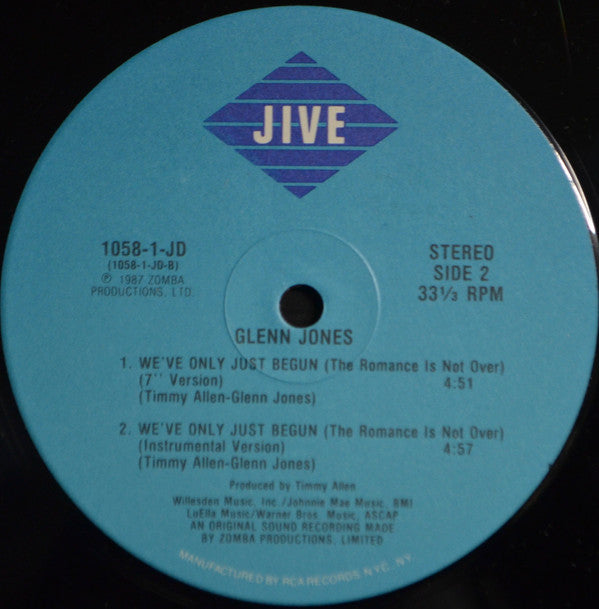 JIVE
1058-1-JD
(1058-1-JD-B)
℗ 1987 ZOMBA
PRODUCTIONS, LTD.
STEREO
SIDE 2
33⅓ RPM
GLENN JONES
1. WE'VE ONLY JUST BEGUN (The Romance Is Not Over)
(7'' Version) 4:51
(Timmy Allen-Glenn Jones)
2. WE'VE ONLY JUST BEGUN (The Romance Is Not Over)
(Instrumental Version) 4:57
(Timmy Allen-Glenn Jones)
Produced by Timmy Allen
Willesden Music, Inc./Johnnie Mae Music, BMI
LuElla Music/Warner Bros. Music, ASCAP
AN ORIGINAL SOUND RECORDING MADE
BY ZOMBA PRODUCTIONS, LIMITED
MANUFACTURED BY RCA RECORDS, N.Y.C., N.Y.